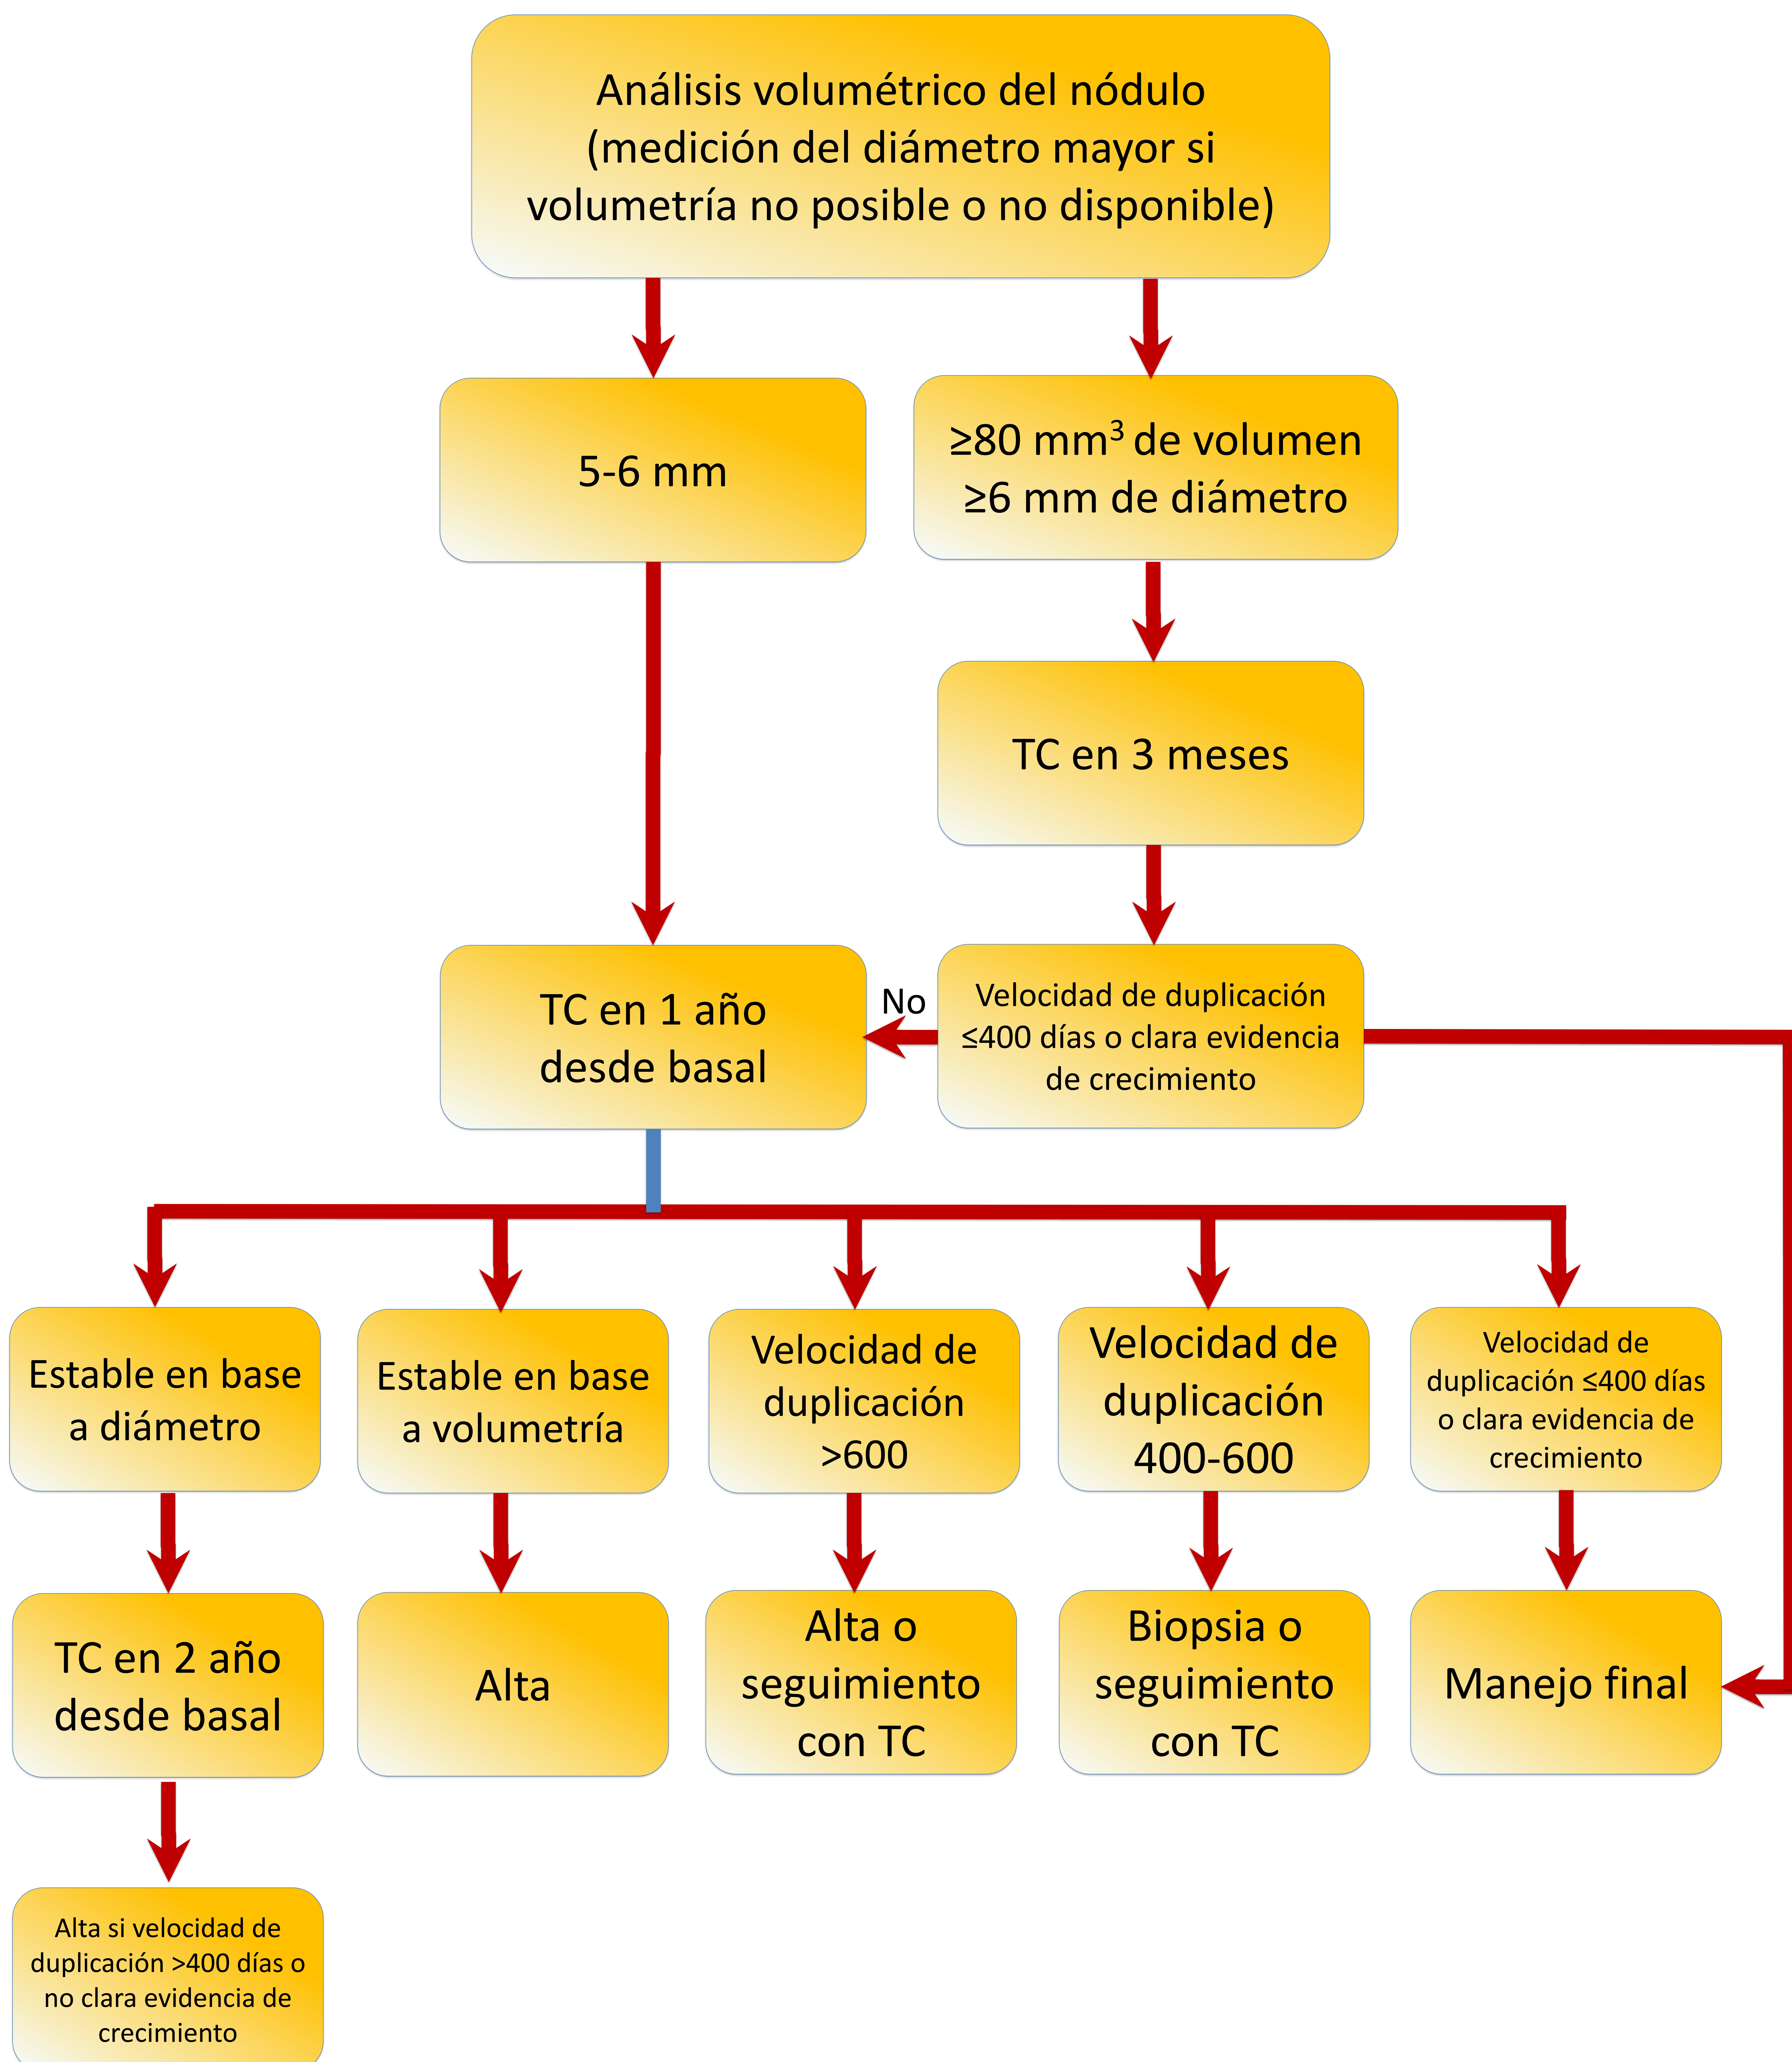 Análisis volumétrico del nódulo
(medición del diámetro mayor si
volumetría no posible o no disponible)
5-6 mm
≥80 mm³ de volumen
≥6 mm de diámetro
TC en 3 meses
TC en 1 año
desde basal
No
Velocidad de duplicación
≤400 días o clara evidencia
de crecimiento
Estable en base
a diámetro
Estable en base
a volumetría
Velocidad de
duplicación
>600
Velocidad de
duplicación
400-600
Velocidad de
duplicación ≤400 días
o clara evidencia de
crecimiento
TC en 2 año
desde basal
Alta
Alta o
seguimiento
con TC
Biopsia o
seguimiento
con TC
Manejo final
Alta si velocidad de
duplicación >400 días o
no clara evidencia de
crecimiento